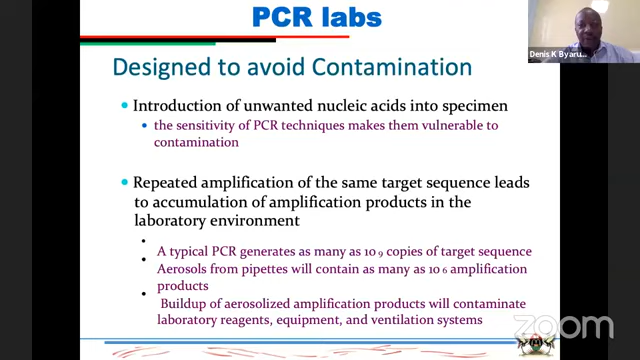 PCR labs
Denis K Byaru...
Designed to avoid Contamination
Introduction of unwanted nucleic acids into specimen
the sensitivity of PCR techniques makes them vulnerable to
contamination
Repeated amplification of the same target sequence leads
to accumulation of amplification products in the
laboratory environment
A typical PCR generates as many as 10 9 copies of target sequence
Aerosols from pipettes will contain as many as 10 6 amplification
products
Buildup of aerosolized amplification products will contaminate
laboratory reagents, equipment, and ventilation systems
zoom